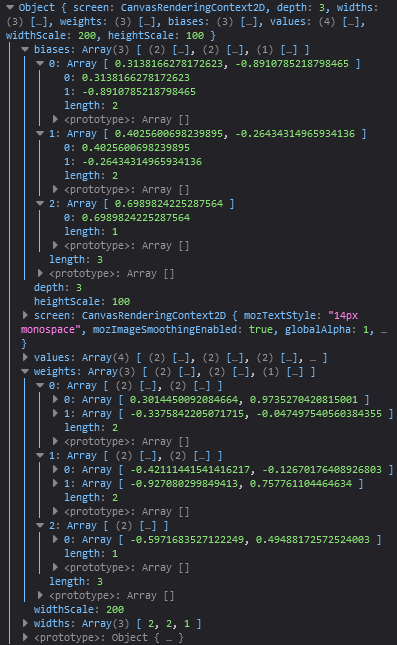 Object { screen: CanvasRenderingContext2D, depth: 3, widths:
(3) […], weights: (3) […], biases: (3) […], values: (4) […],
widthScale: 200, heightScale: 100 }
biases: Array(3) [ (2) […], (2) […], (1) […] ]
0: Array [ 0.3138166278172623, -0.8910785218798465 ]
0: 0.3138166278172623
1: -0.8910785218798465
length: 2
<prototype>: Array []
1: Array [ 0.4025600698239895, -0.26434314965934136 ]
0: 0.4025600698239895
1: -0.26434314965934136
length: 2
<prototype>: Array []
2: Array [ 0.6989824225287564 ]
0: 0.6989824225287564
length: 1
<prototype>: Array []
length: 3
<prototype>: Array []
depth: 3
heightScale: 100
screen: CanvasRenderingContext2D { mozTextStyle: "14px
monospace", mozImageSmoothingEnabled: true, globalAlpha: 1, …
}
values: Array(4) [ (2) […], (2) […], (2) […], … ]
weights: Array(3) [ (2) […], (2) […], (1) […] ]
0: Array [ (2) […], (2) […] ]
0: Array [ 0.3014450092084664, 0.9735270420815001 ]
1: Array [ -0.3375842205071715, -0.047497540560384355 ]
length: 2
<prototype>: Array []
1: Array [ (2) […], (2) […] ]
0: Array [ -0.42111441541416217, -0.12670176408926803 ]
1: Array [ -0.927080299849413, 0.757761104464634 ]
length: 2
<prototype>: Array []
2: Array [ (2) […] ]
0: Array [ -0.5971683527122249, 0.49488172572524003 ]
length: 1
<prototype>: Array []
length: 3
<prototype>: Array []
widthScale: 200
widths: Array(3) [ 2, 2, 1 ]
<prototype>: Object { … }